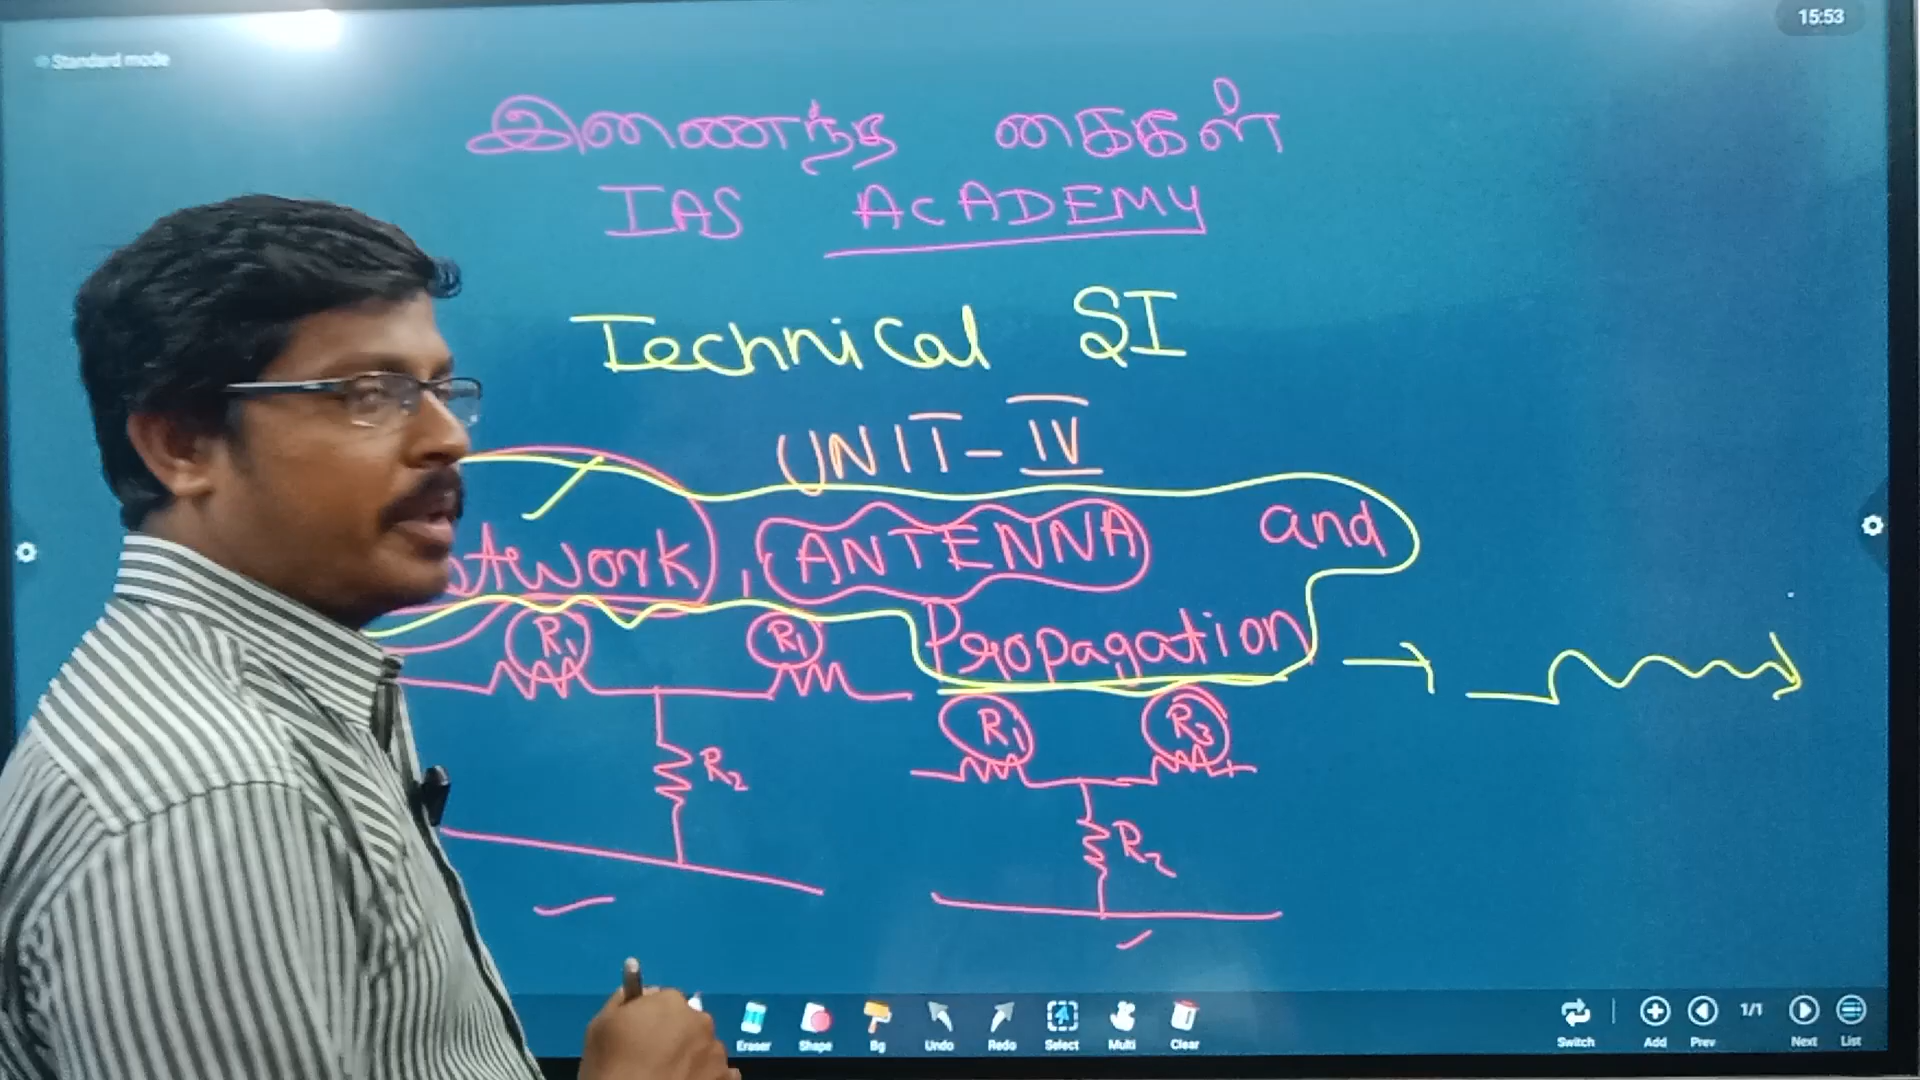 15:53
Standard mode
இணைந்த கைகள்
IAS ACADEMY
Technical SI
UNIT-IV
twork, ANTENNA and
Propagation
R1 R1
R1 R3
R2
R2
Eraser Shape Bg Undo Redo Select Multi Clear Switch Add Prev 1/1 Next List